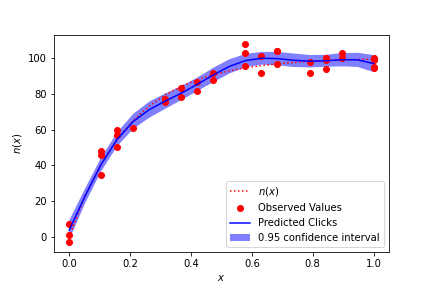 100
80
60
40
20
0
n(x)
0.0
0.2
0.4
0.6
0.8
1.0
x
n(x)
Observed Values
Predicted Clicks
0.95 confidence interval